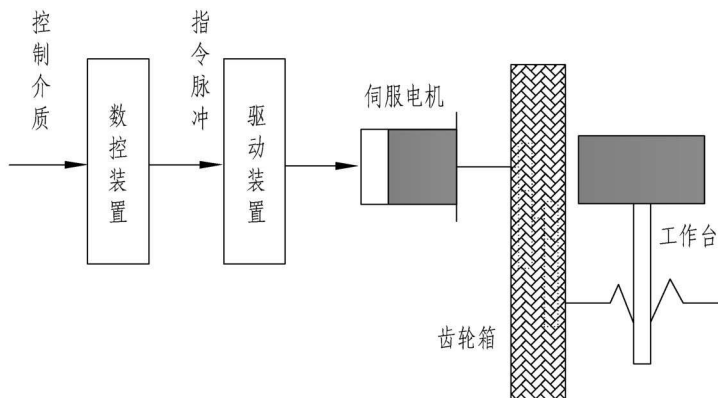 控制介质
指令脉冲
数控装置
驱动装置
伺服电机
工作台
齿轮箱